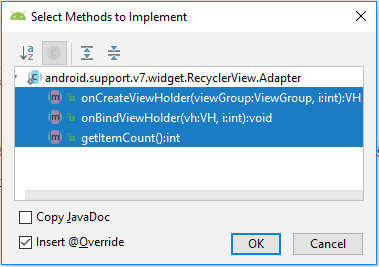 Select Methods to Implement
android.support.v7.widget.RecyclerView.Adapter
onCreateViewHolder(viewGroup:ViewGroup, i:int):VH
onBindViewHolder(vh:VH, i:int):void
getItemCount():int
Copy JavaDoc
Insert @Override
OK Cancel